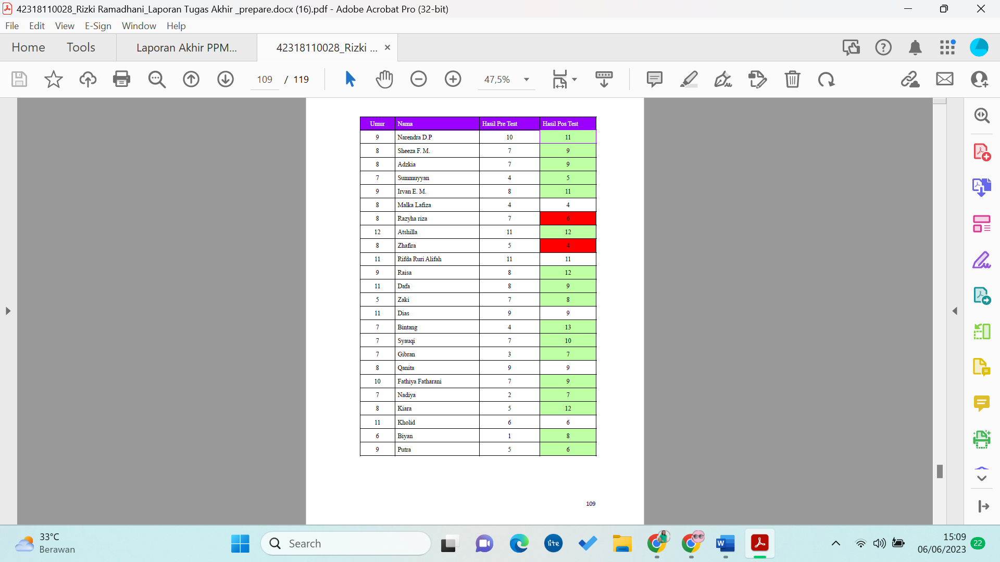 42318110028_Rizki Ramadhani_Laporan Tugas Akhir _prepare.docx (16).pdf - Adobe Acrobat Pro (32-bit)
File Edit View E-Sign Window Help
Home Tools Laporan Akhir PPM... 42318110028_Rizki ...
109 / 119 47,5%
Umur Nama Hasil Pre Test Hasil Pos Test
9 Narendra D.P 10 11
8 Sheeza F. M. 7 9
8 Adzkia 7 9
7 Summuyyan 4 5
9 Irvan E. M. 8 11
8 Malka Lafiza 4 4
8 Razyha riza 7 6
12 Atshilla 11 12
8 Zhafira 5 4
11 Rifda Ruri Alifah 11 11
9 Raisa 8 12
11 Dafa 8 9
5 Zaki 7 8
11 Dias 9 9
7 Bintang 4 13
7 Syauqi 7 10
7 Gibran 3 7
8 Qanita 9 9
10 Fathiya Fatharani 7 9
7 Nadiya 2 7
8 Kiara 5 12
11 Kholid 6 6
6 Biyan 1 8
9 Putra 5 6
109
33°C
Berawan
Search
lite
W
15:09
06/06/2023
22